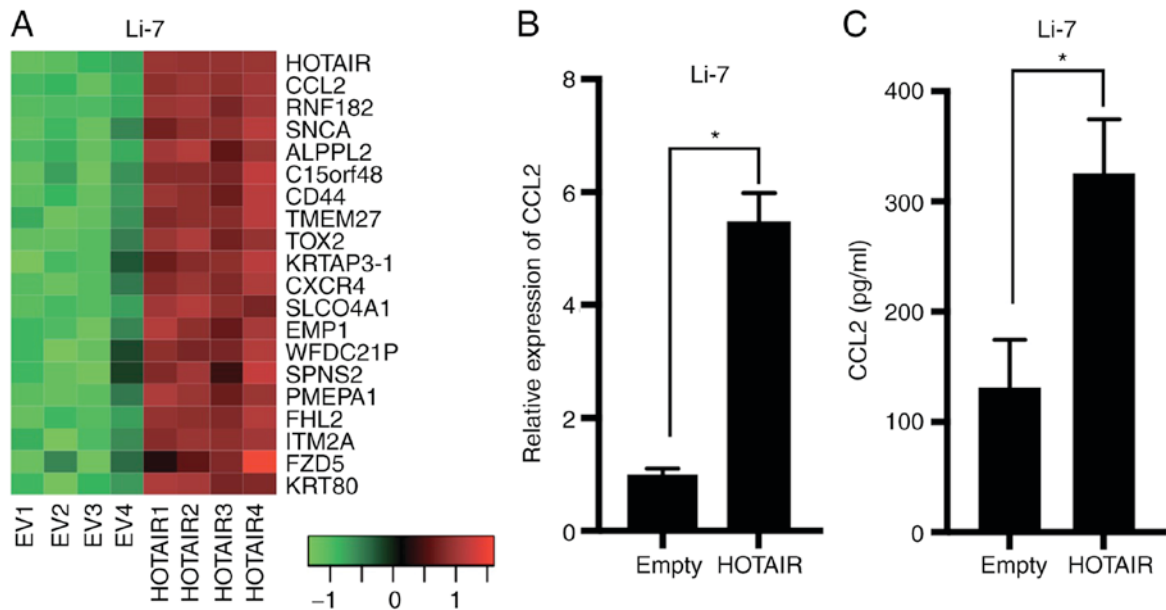 A
Li-7
HOTAIR
CCL2
RNF182
SNCA
ALPPL2
C15orf48
CD44
TMEM27
TOX2
KRTAP3-1
CXCR4
SLCO4A1
EMP1
WFDC21P
SPNS2
PMEPA1
FHL2
ITM2A
FZD5
KRT80
EV1
EV2
EV3
EV4
HOTAIR1
HOTAIR2
HOTAIR3
HOTAIR4
−1 0 1
B
Li-7
*
Relative expression of CCL2
8
6
4
2
0
Empty HOTAIR
C
Li-7
*
CCL2 (pg/ml)
400
300
200
100
0
Empty HOTAIR